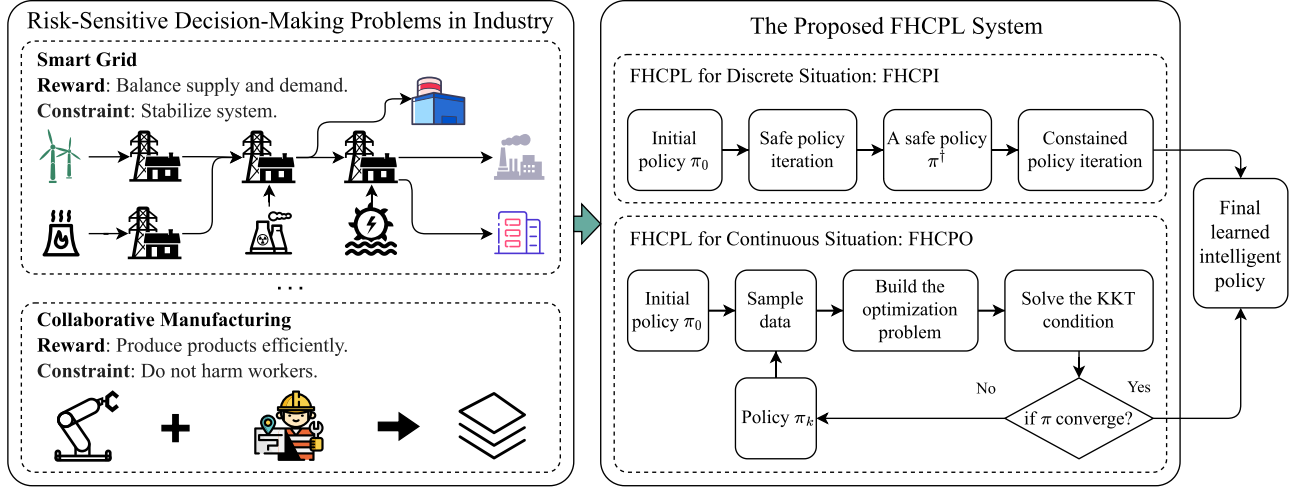 Risk-Sensitive Decision-Making Problems in Industry
Smart Grid
Reward: Balance supply and demand.
Constraint: Stabilize system.
...
Collaborative Manufacturing
Reward: Produce products efficiently.
Constraint: Do not harm workers.
The Proposed FHCPL System
FHCPL for Discrete Situation: FHCPI
Initial
policy π₀
Safe policy
iteration
A safe policy
π†
Constained
policy iteration
FHCPL for Continuous Situation: FHCPO
Initial
policy π₀
Sample
data
Build the
optimization
problem
Solve the KKT
condition
Policy πₖ
No
if π converge?
Yes
Final
learned
intelligent
policy